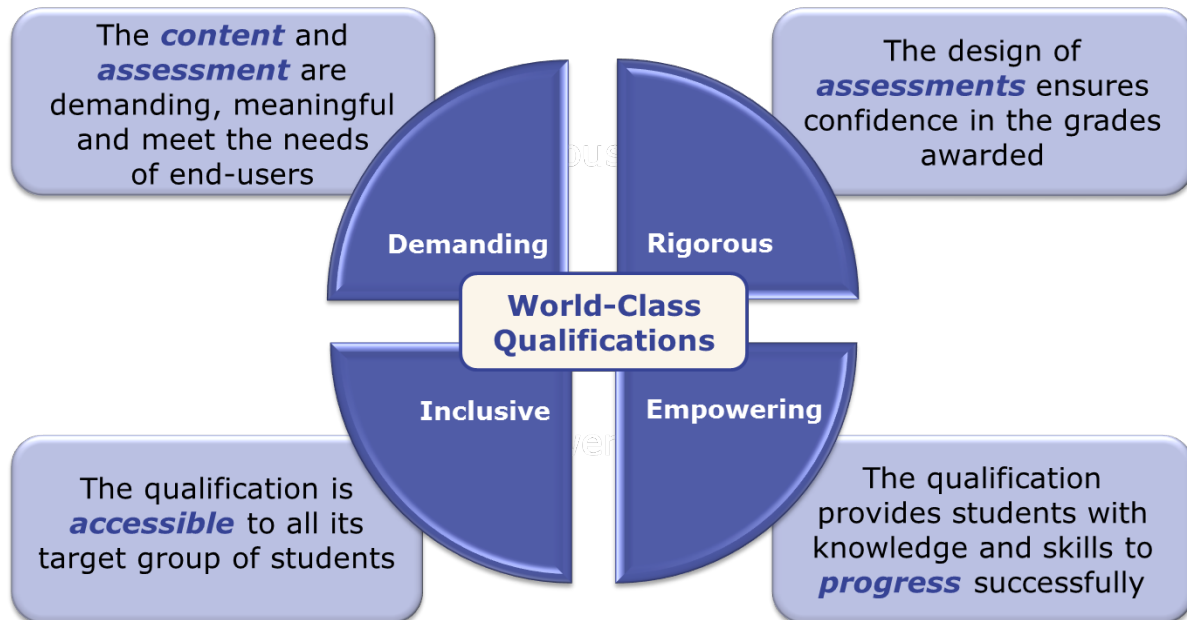 The content and
assessment are
demanding, meaningful
and meet the needs
of end-users
The design of
assessments ensures
confidence in the grades
awarded
Demanding
Rigorous
World-Class
Qualifications
Inclusive
Empowering
The qualification is
accessible to all its
target group of students
The qualification
provides students with
knowledge and skills to
progress successfully